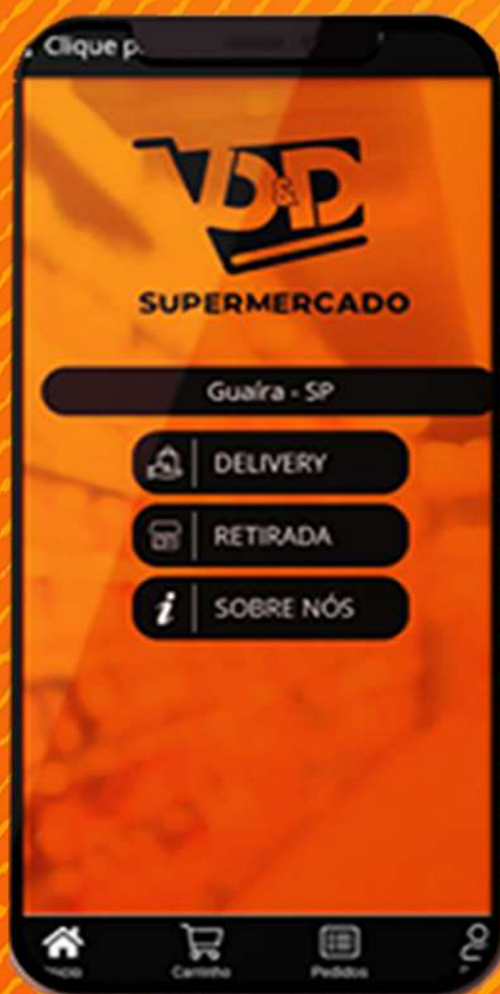 Clique p
D&D
SUPERMERCADO
Guaíra - SP
DELIVERY
RETIRADA
i
SOBRE NÓS
Carrinho
Pedidos